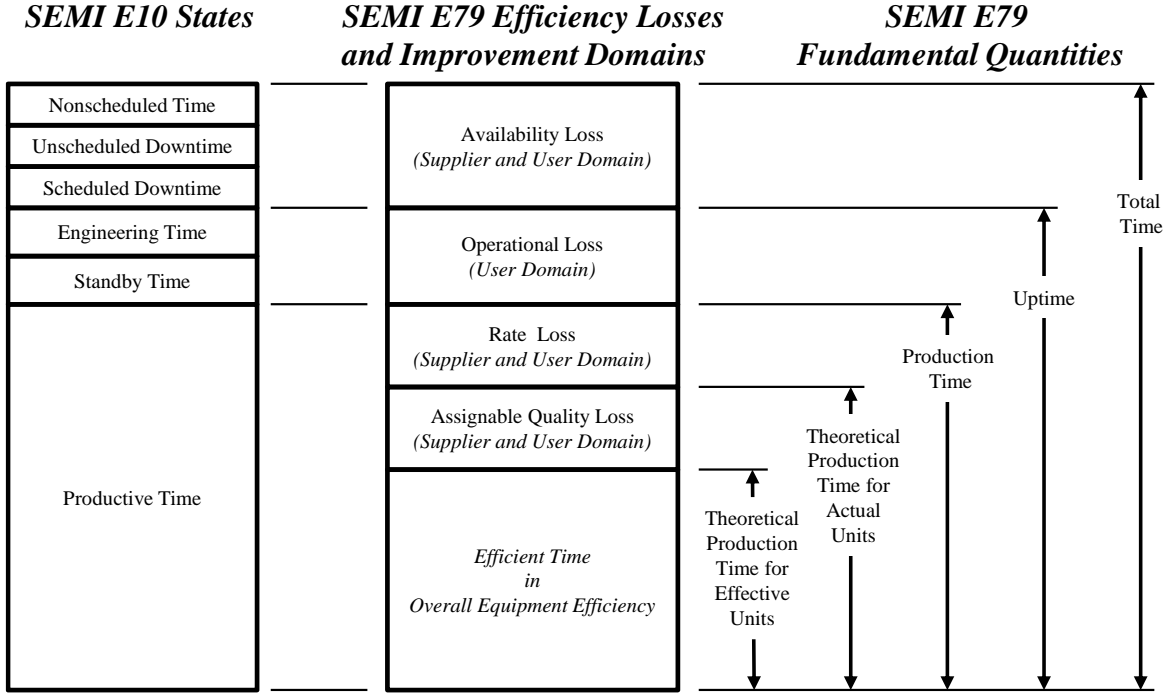 SEMI E10 States
SEMI E79 Efficiency Losses
and Improvement Domains
SEMI E79
Fundamental Quantities
Nonscheduled Time
Unscheduled Downtime
Scheduled Downtime
Engineering Time
Standby Time
Productive Time
Availability Loss
(Supplier and User Domain)
Operational Loss
(User Domain)
Rate Loss
(Supplier and User Domain)
Assignable Quality Loss
(Supplier and User Domain)
Efficient Time
in
Overall Equipment Efficiency
Theoretical
Production
Time for
Effective
Units
Theoretical
Production
Time for
Actual
Units
Production
Time
Uptime
Total
Time